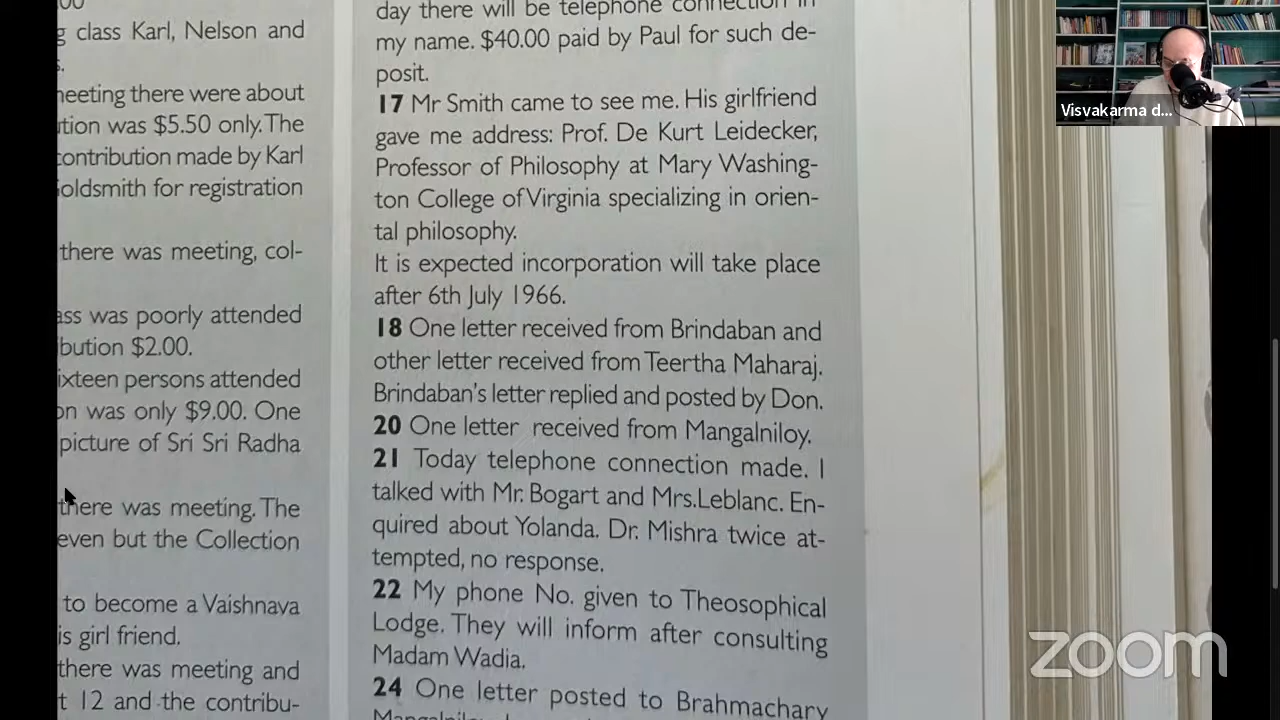 g class Karl, Nelson and
s.
meeting there were about
ution was $5.50 only. The
contribution made by Karl
Goldsmith for registration
there was meeting, col-
ass was poorly attended
ibution $2.00.
ixteen persons attended
on was only $9.00. One
picture of Sri Sri Radha
there was meeting. The
even but the Collection
to become a Vaishnava
is girl friend.
there was meeting and
t 12 and the contribu-
day there will be telephone connection in
my name. $40.00 paid by Paul for such de-
posit.
17 Mr Smith came to see me. His girlfriend
gave me address: Prof. De Kurt Leidecker,
Professor of Philosophy at Mary Washing-
ton College of Virginia specializing in orien-
tal philosophy.
It is expected incorporation will take place
after 6th July 1966.
18 One letter received from Brindaban and
other letter received from Teertha Maharaj.
Brindaban's letter replied and posted by Don.
20 One letter received from Mangalniloy.
21 Today telephone connection made. I
talked with Mr. Bogart and Mrs.Leblanc. En-
quired about Yolanda. Dr. Mishra twice at-
tempted, no response.
22 My phone No. given to Theosophical
Lodge. They will inform after consulting
Madam Wadia.
24 One letter posted to Brahmachary
Visvakarma d...
zoom